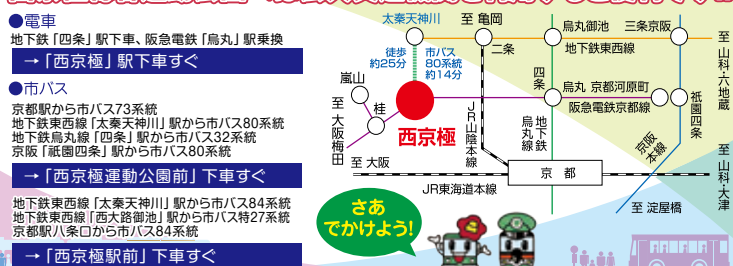 ●電車
地下鉄「四条」駅下車、阪急電鉄「烏丸」駅乗換
→「西京極」駅下車すぐ
●市バス
京都駅から市バス73系統
地下鉄東西線「太秦天神川」駅から市バス80系統
地下鉄烏丸線「四条」駅から市バス32系統
京阪「祇園四条」駅から市バス80系統
→「西京極運動公園前」下車すぐ
地下鉄東西線「太秦天神川」駅から市バス84系統
地下鉄東西線「西大路御池」駅から市バス特27系統
京都駅八条口から市バス84系統
→「西京極駅前」下車すぐ
太秦天神川
至 亀岡
烏丸御池
三条京阪
二条
地下鉄東西線
至 山科・六地蔵
徒歩
約25分
市バス
80系統
約14分
嵐山
桂
至 大阪梅田
西京極
JR山陰本線
四条
烏丸
京都河原町
阪急電鉄京都線
祇園四条
地下鉄
烏丸線
京阪
本線
至 大阪
京都
至 山科・大津
JR東海道本線
至 淀屋橋
さあ
でかけよう!